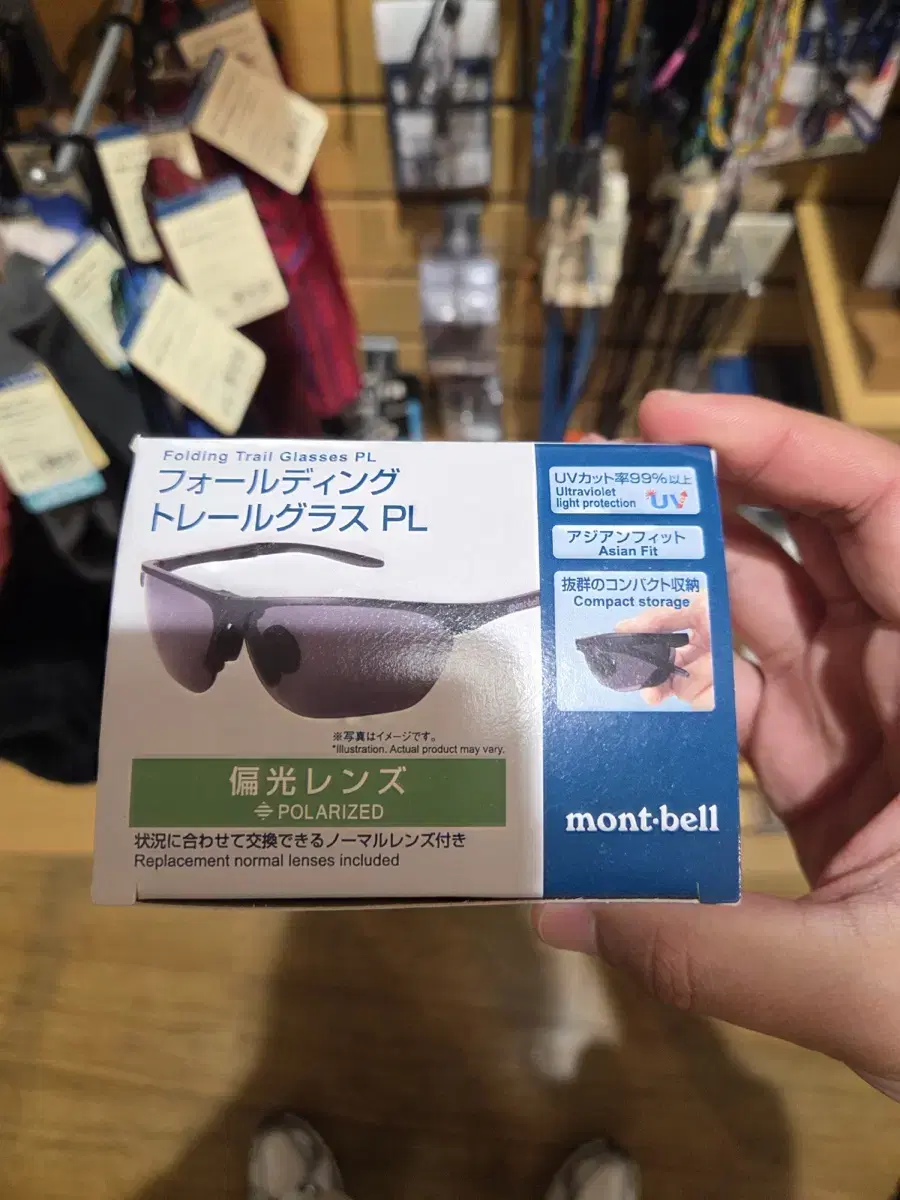 Folding Trail Glasses PL
フォールディング
トレールグラス PL
※写真はイメージです。
*Illustration. Actual product may vary.
偏光レンズ
POLARIZED
状況に合わせて交換できるノーマルレンズ付き
Replacement normal lenses included
UVカット率99%以上
Ultraviolet
light protection
UV
アジアンフィット
Asian Fit
抜群のコンパクト収納
Compact storage
mont-bell